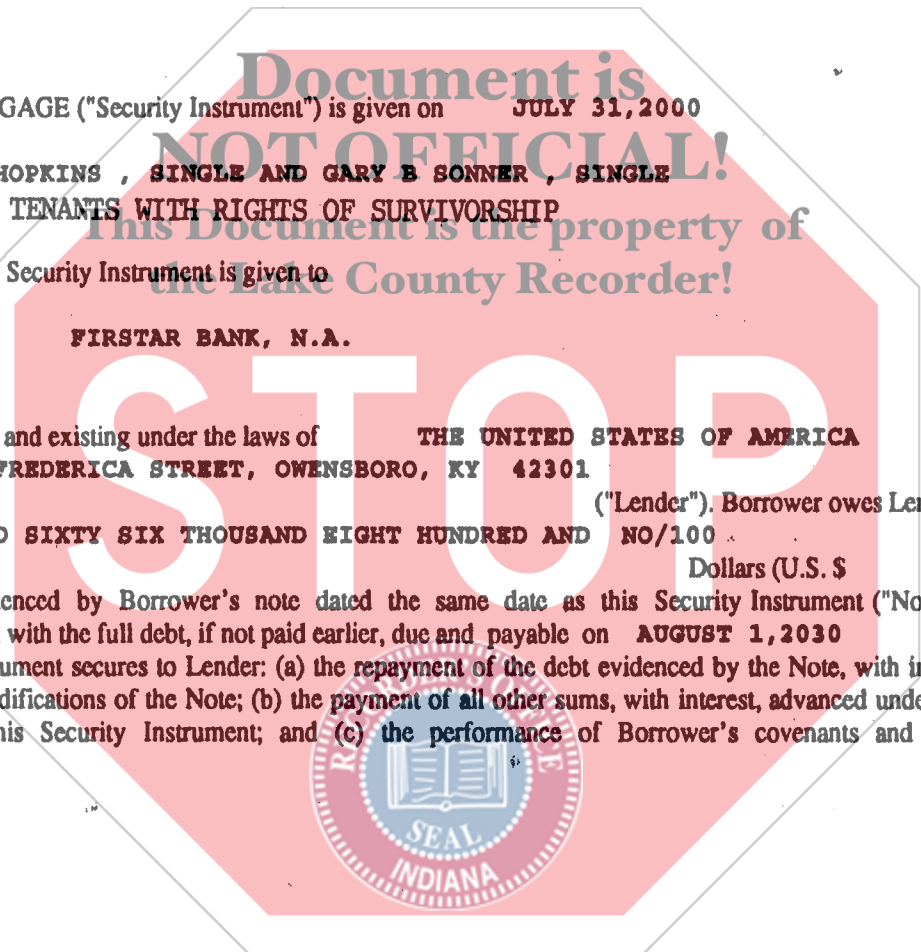 Document is
GAGE ("Security Instrument") is given on JULY 31,2000
NOT OFFICIAL!
HOPKINS , SINGLE AND GARY B SONNER , SINGLE
TENANTS WITH RIGHTS OF SURVIVORSHIP
This Document is the property of
Security Instrument is given to
the Lake County Recorder!
FIRSTAR BANK, N.A.
STOP
and existing under the laws of THE UNITED STATES OF AMERICA
FREDERICA STREET, OWENSBORO, KY 42301
("Lender"). Borrower owes Len
D SIXTY SIX THOUSAND EIGHT HUNDRED AND NO/100
Dollars (U.S. $
enced by Borrower's note dated the same date as this Security Instrument ("No
with the full debt, if not paid earlier, due and payable on AUGUST 1,2030
ument secures to Lender: (a) the repayment of the debt evidenced by the Note, with in
difications of the Note; (b) the payment of all other sums, with interest, advanced unde
his Security Instrument; and (c) the performance of Borrower's covenants and
RECORDER'S OFFICE
SEAL
INDIANA